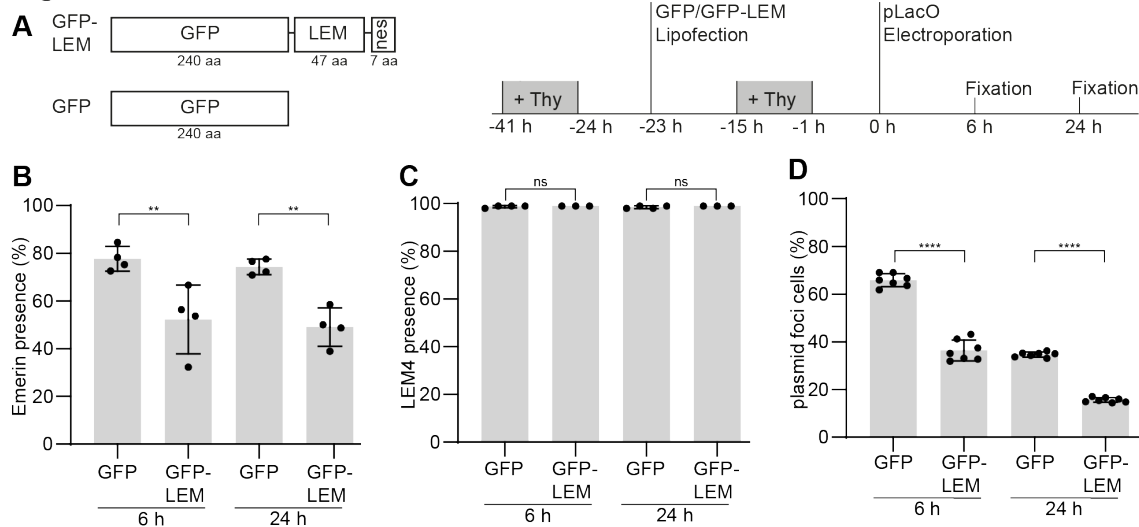 A
GFP-
LEM
GFP
LEM
nes
240 aa
47 aa
7 aa
GFP
GFP
240 aa
GFP/GFP-LEM
Lipofection
pLacO
Electroporation
+ Thy
+ Thy
Fixation
Fixation
-41 h
-24 h
-23 h
-15 h
-1 h
0 h
6 h
24 h
B
Emerin presence (%)
100
80
60
40
20
0
**
**
GFP
GFP-
LEM
GFP
GFP-
LEM
6 h
24 h
C
LEM4 presence (%)
100
80
60
40
20
0
ns
ns
GFP
GFP-
LEM
GFP
GFP-
LEM
6 h
24 h
D
plasmid foci cells (%)
100
80
60
40
20
0
****
****
GFP
GFP-
LEM
GFP
GFP-
LEM
6 h
24 h